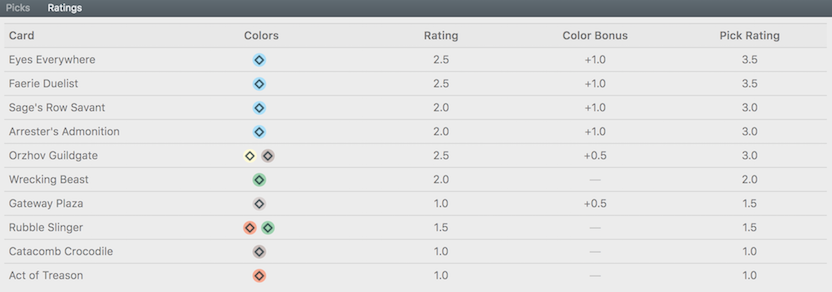 Picks Ratings
Card Colors Rating Color Bonus Pick Rating
Eyes Everywhere 2.5 +1.0 3.5
Faerie Duelist 2.5 +1.0 3.5
Sage's Row Savant 2.0 +1.0 3.0
Arrester's Admonition 2.0 +1.0 3.0
Orzhov Guildgate 2.5 +0.5 3.0
Wrecking Beast 2.0 — 2.0
Gateway Plaza 1.0 +0.5 1.5
Rubble Slinger 1.5 — 1.5
Catacomb Crocodile 1.0 — 1.0
Act of Treason 1.0 — 1.0